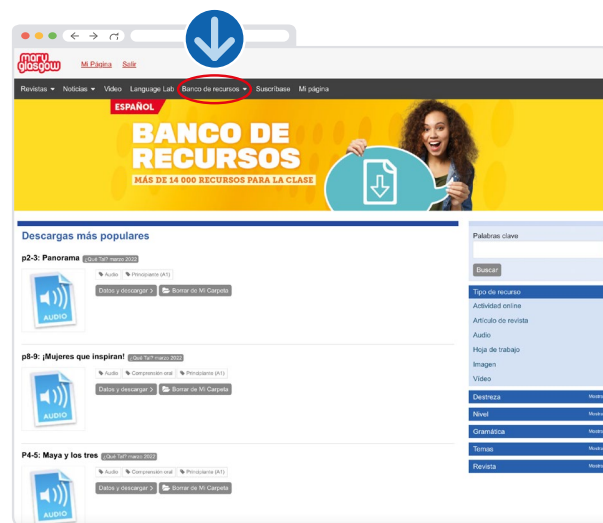 mary glasgow
Mi Página Salir
Revistas Noticias Video Language Lab Banco de recursos Suscríbase Mi página
ESPAÑOL
BANCO DE
RECURSOS
MÁS DE 14 000 RECURSOS PARA LA CLASE
Descargas más populares
p2-3: Panorama ¿Qué Tal? marzo 2022
Audio Principiante (A1)
Datos y descargar > Borrar de Mi Carpeta
AUDIO
p8-9: ¡Mujeres que inspiran! ¿Qué Tal? marzo 2022
Audio Comprensión oral Principiante (A1)
Datos y descargar > Borrar de Mi Carpeta
AUDIO
P4-5: Maya y los tres ¿Qué Tal? marzo 2022
Audio Comprensión oral Principiante (A1)
Datos y descargar > Borrar de Mi Carpeta
AUDIO
Palabras clave
Buscar
Tipo de recurso
Actividad online
Artículo de revista
Audio
Hoja de trabajo
Imagen
Vídeo
Destreza
Nivel
Gramática
Temas
Revista